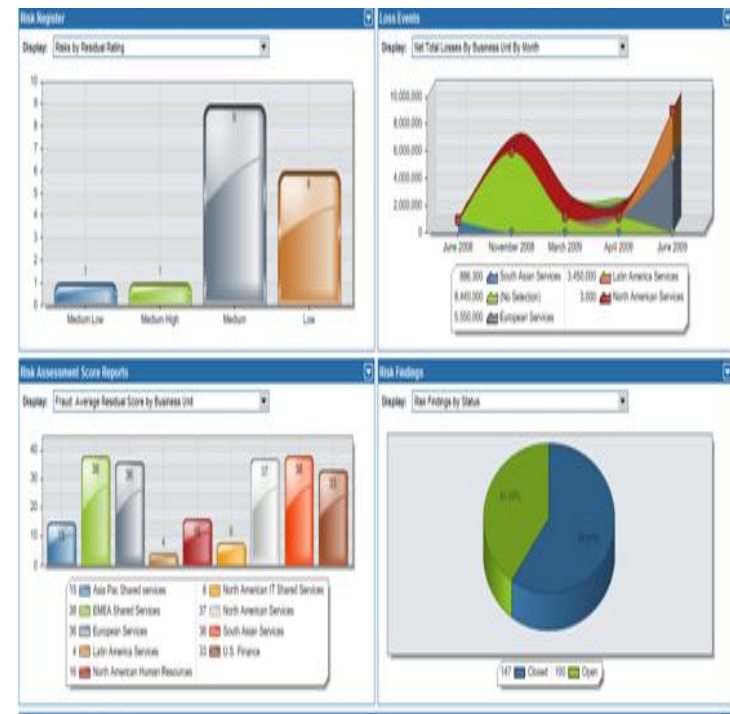 Risk Register
Display: Risks by Residual Rating
10
9
8
7
6
5
4
3
2
1
0
1
1
9
6
Medium Low Medium High Medium Low
Loss Events
Display: Net Total Losses By Business Unit By Month
10,000,000
8,000,000
6,000,000
4,000,000
2,000,000
0
June 2008 November 2008 March 2009 April 2009 June 2009
South Asian Services 3,450,000 Latin America Services
8,440,000 (No Selection) 3,000 North American Services
5,550,000 European Services
Risk Assessment Score Reports
Display: Fraud: Average Residual Score by Business Unit
40
30
20
10
0
15 38 36 4 16 8 37 38 33
15 Asia Pac Shared services 8 North American IT Shared Services
38 EMEA Shared Services 37 North American Services
36 European Services 38 South Asian Services
4 Latin America Services 33 U.S. Finance
16 North American Human Resources
Risk Findings
Display: Risk Findings by Status
147 Closed 100 Open